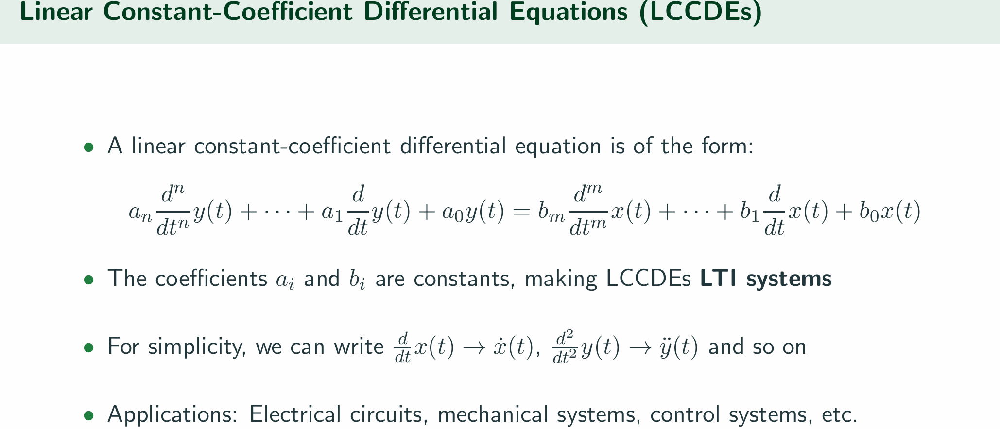 Linear Constant-Coefficient Differential Equations (LCCDEs)
• A linear constant-coefficient differential equation is of the form:
$a_n \frac{d^n}{dt^n} y(t) + \cdots + a_1 \frac{d}{dt} y(t) + a_0 y(t) = b_m \frac{d^m}{dt^m} x(t) + \cdots + b_1 \frac{d}{dt} x(t) + b_0 x(t)$
• The coefficients $a_i$ and $b_i$ are constants, making LCCDEs LTI systems
• For simplicity, we can write $\frac{d}{dt} x(t) \rightarrow \dot{x}(t)$, $\frac{d^2}{dt^2} y(t) \rightarrow \ddot{y}(t)$ and so on
• Applications: Electrical circuits, mechanical systems, control systems, etc.